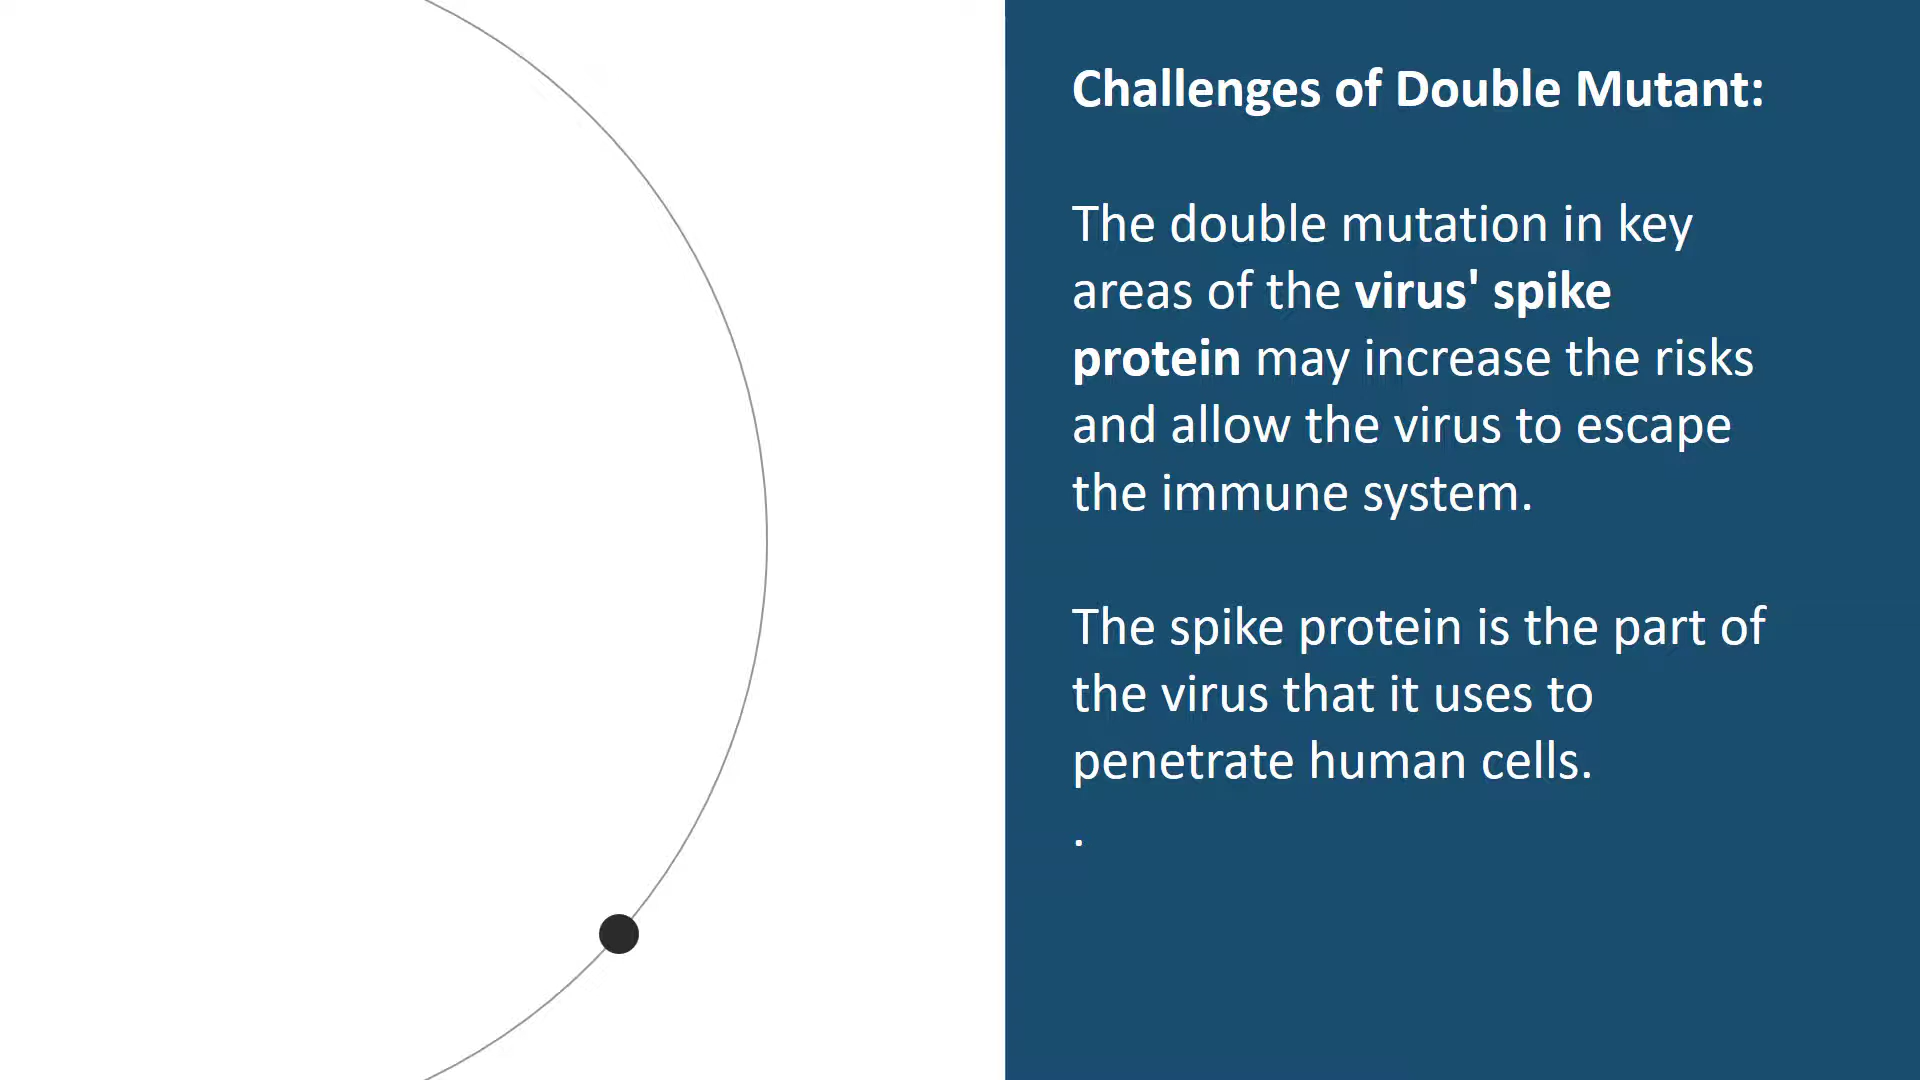 Challenges of Double Mutant:
The double mutation in key
areas of the virus' spike
protein may increase the risks
and allow the virus to escape
the immune system.
The spike protein is the part of
the virus that it uses to
penetrate human cells.
.